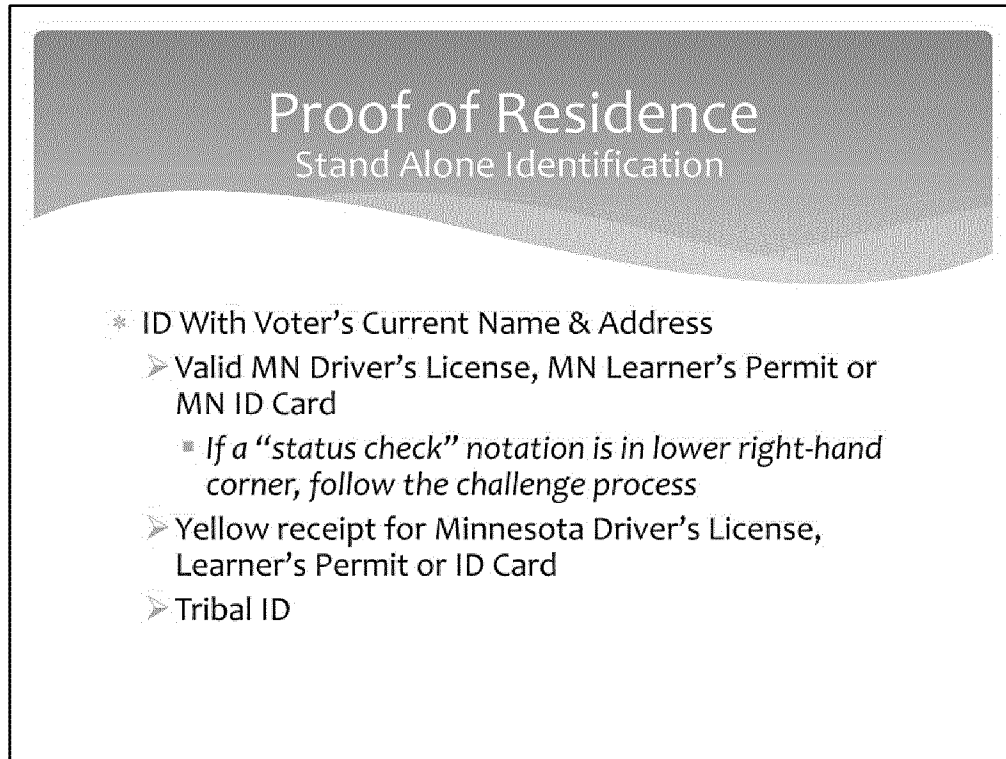 Proof of Residence
Stand Alone Identification
* ID With Voter's Current Name & Address
➢ Valid MN Driver's License, MN Learner's Permit or
MN ID Card
▪ If a “status check” notation is in lower right-hand
corner, follow the challenge process
➢ Yellow receipt for Minnesota Driver's License,
Learner's Permit or ID Card
➢ Tribal ID